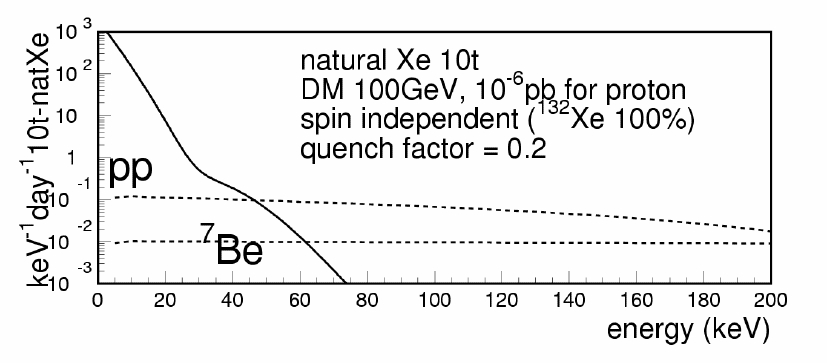 keV⁻¹day⁻¹10t-natXe
10³
10²
10
1
10⁻¹
10⁻²
10⁻³
natural Xe 10t
DM 100GeV, 10⁻⁶pb for proton
spin independent (¹³²Xe 100%)
quench factor = 0.2
pp
⁷Be
0 20 40 60 80 100 120 140 160 180 200
energy (keV)